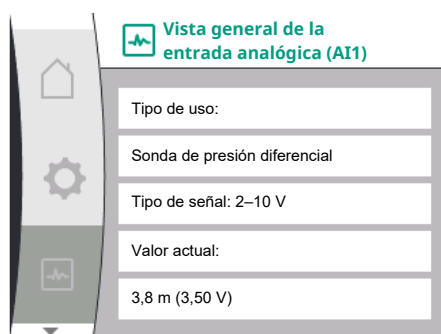 Vista general de la
entrada analógica (AI1)
Tipo de uso:
Sonda de presión diferencial
Tipo de señal: 2–10 V
Valor actual:
3,8 m (3,50 V)